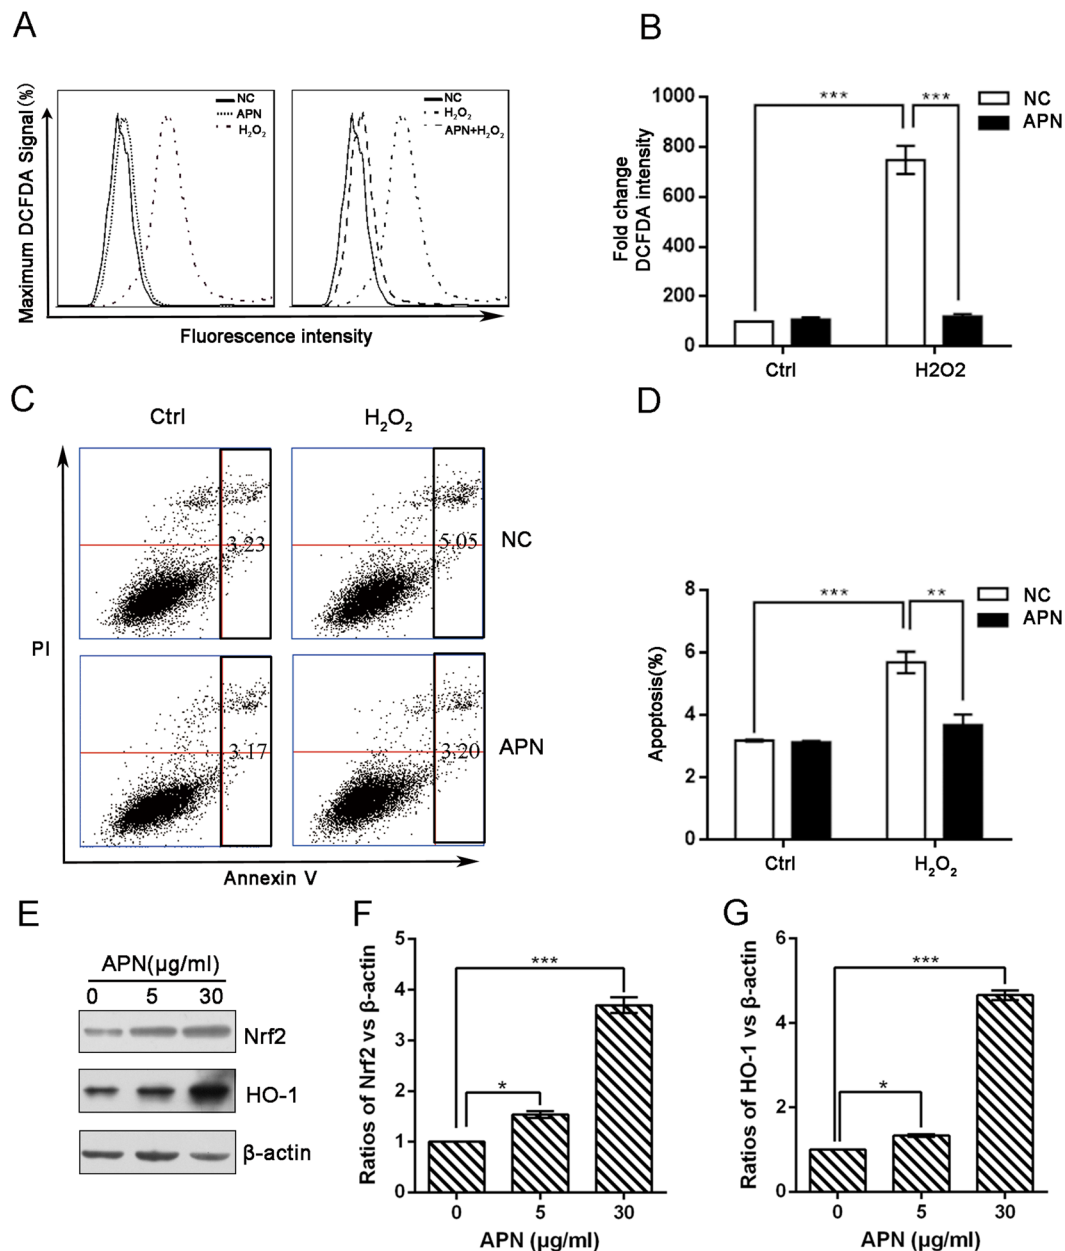 A
Maximum DCFDA Signal (%)
NC
APN
H₂O₂
NC
H₂O₂
APN+H₂O₂
Fluorescence intensity
B
Fold change
DCFDA intensity
1000
800
600
400
200
0
***
***
NC
APN
Ctrl
H2O2
C
Ctrl
H₂O₂
PI
3.23
5.05
NC
3.17
3.20
APN
Annexin V
D
Apoptosis(%)
8
6
4
2
0
***
**
NC
APN
Ctrl
H₂O₂
E
APN(μg/ml)
0 5 30
Nrf2
HO-1
β-actin
F
Ratios of Nrf2 vs β-actin
5
4
3
2
1
0
***
*
0 5 30
APN (μg/ml)
G
Ratios of HO-1 vs β-actin
6
4
2
0
***
*
0 5 30
APN (μg/ml)